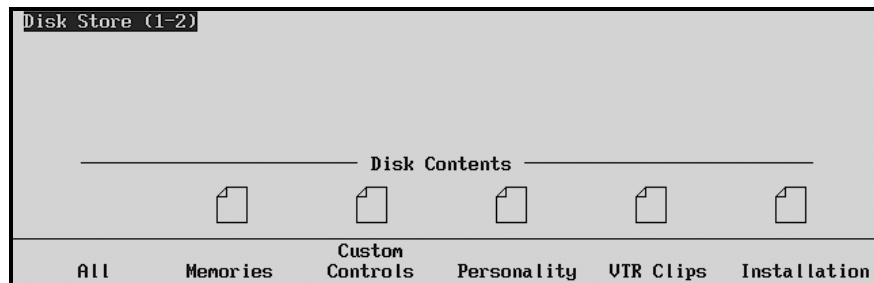 Disk Store (1-2)
Disk Contents
All
Memories
Custom
Controls
Personality
VTR Clips
Installation